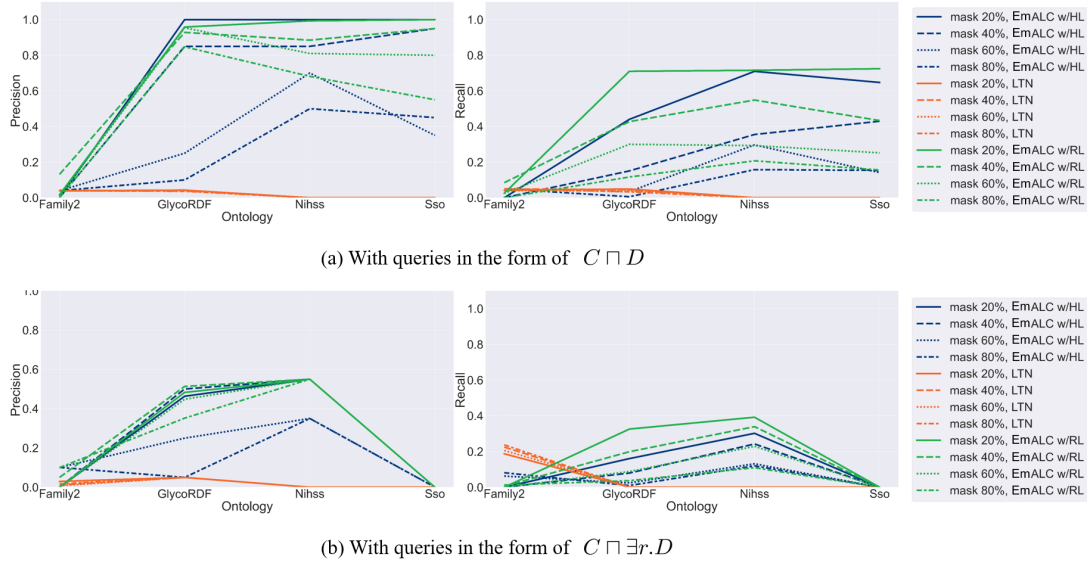 1.0
0.8
0.6
0.4
0.2
0.0
Precision
Family2 GlycoRDF Nihss Sso
Ontology
1.0
0.8
0.6
0.4
0.2
0.0
Recall
Family2 GlycoRDF Nihss Sso
Ontology
mask 20%, EmALC w/HL
mask 40%, EmALC w/HL
mask 60%, EmALC w/HL
mask 80%, EmALC w/HL
mask 20%, LTN
mask 40%, LTN
mask 60%, LTN
mask 80%, LTN
mask 20%, EmALC w/RL
mask 40%, EmALC w/RL
mask 60%, EmALC w/RL
mask 80%, EmALC w/RL
(a) With queries in the form of C ⊓ D
1.0
0.8
0.6
0.4
0.2
0.0
Precision
Family2 GlycoRDF Nihss Sso
Ontology
1.0
0.8
0.6
0.4
0.2
0.0
Recall
Family2 GlycoRDF Nihss Sso
Ontology
mask 20%, EmALC w/HL
mask 40%, EmALC w/HL
mask 60%, EmALC w/HL
mask 80%, EmALC w/HL
mask 20%, LTN
mask 40%, LTN
mask 60%, LTN
mask 80%, LTN
mask 20%, EmALC w/RL
mask 40%, EmALC w/RL
mask 60%, EmALC w/RL
mask 80%, EmALC w/RL
(b) With queries in the form of C ⊓ ∃r.D